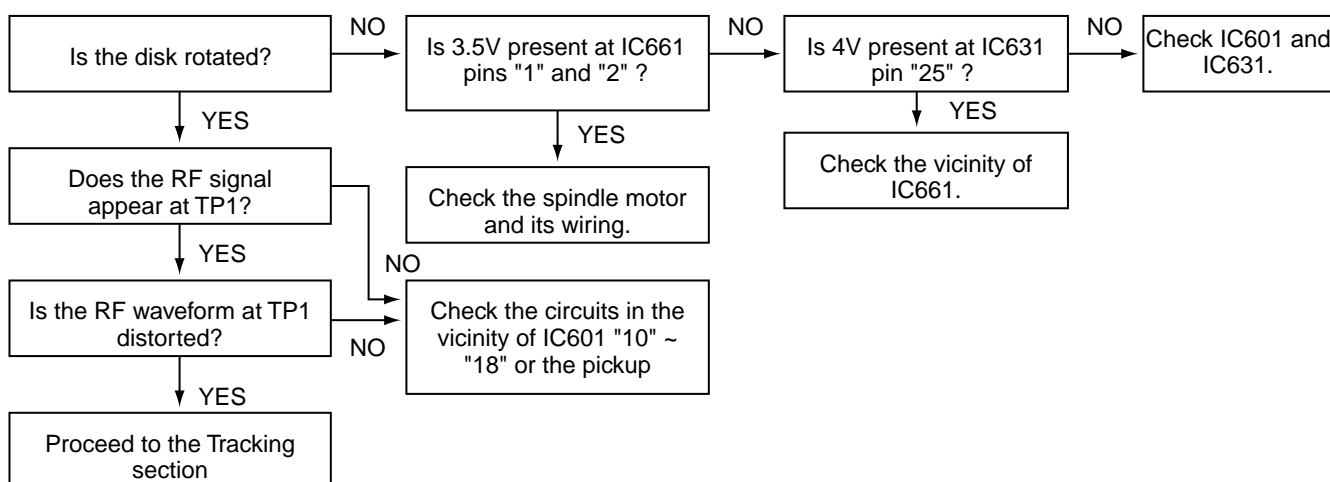 Is the disk rotated?
NO
Is 3.5V present at IC661
pins "1" and "2" ?
NO
Is 4V present at IC631
pin "25" ?
NO
Check IC601 and
IC631.
YES
YES
YES
Does the RF signal
appear at TP1?
Check the spindle motor
and its wiring.
Check the vicinity of
IC661.
YES
NO
Is the RF waveform at TP1
distorted?
NO
Check the circuits in the
vicinity of IC601 "10" ~
"18" or the pickup
YES
Proceed to the Tracking
section